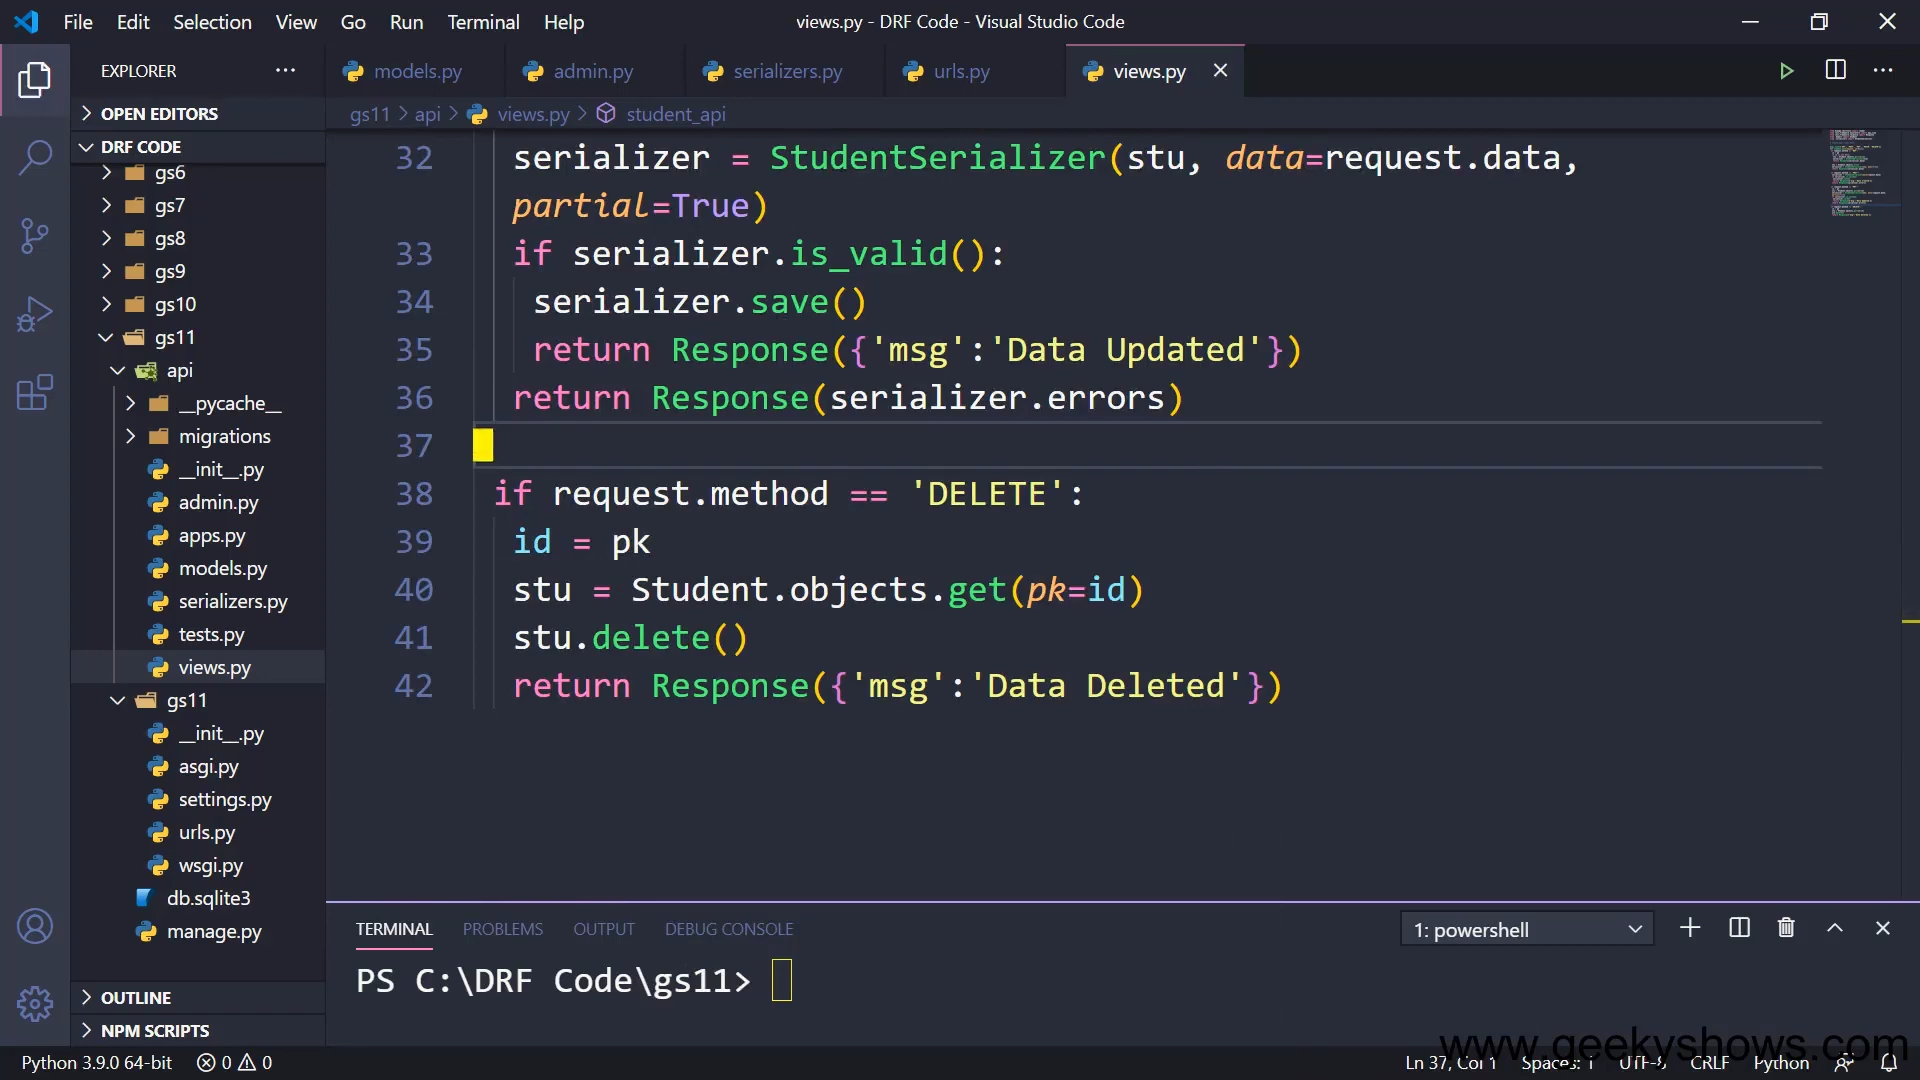 File Edit Selection View Go Run Terminal Help
views.py - DRF Code - Visual Studio Code
EXPLORER
models.py
admin.py
serializers.py
urls.py
views.py
OPEN EDITORS
gs11 > api > views.py > student_api
DRF CODE
gs6
gs7
gs8
gs9
gs10
gs11
api
__pycache__
migrations
__init__.py
admin.py
apps.py
models.py
serializers.py
tests.py
views.py
gs11
__init__.py
asgi.py
settings.py
urls.py
wsgi.py
db.sqlite3
manage.py
OUTLINE
NPM SCRIPTS
32 serializer = StudentSerializer(stu, data=request.data,
partial=True)
33 if serializer.is_valid():
34 serializer.save()
35 return Response({'msg':'Data Updated'})
36 return Response(serializer.errors)
37
38 if request.method == 'DELETE':
39 id = pk
40 stu = Student.objects.get(pk=id)
41 stu.delete()
42 return Response({'msg':'Data Deleted'})
TERMINAL PROBLEMS OUTPUT DEBUG CONSOLE
1: powershell
PS C:\DRF Code\gs11>
www.geekyshows.com
Python 3.9.0 64-bit 0 0
Ln 37, Col 1 Spaces: 1 UTF-8 CRLF Python